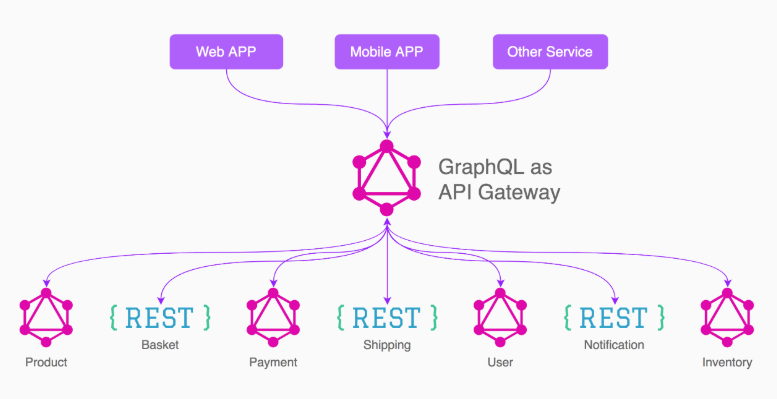 Web APP
Mobile APP
Other Service
GraphQL as
API Gateway
{ REST }
{ REST }
{ REST }
Product
Basket
Payment
Shipping
User
Notification
Inventory